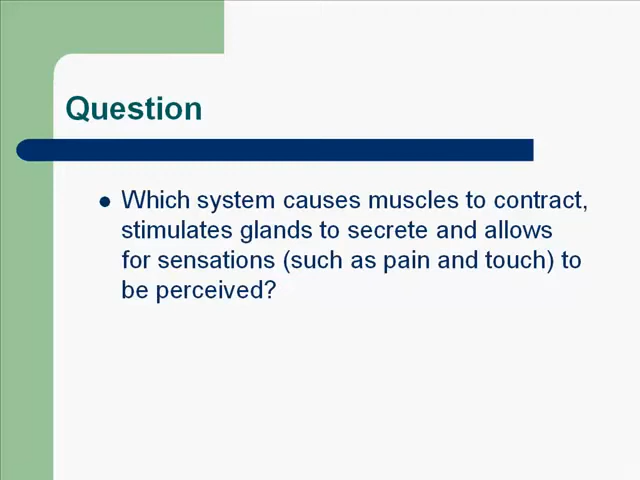 Question
Which system causes muscles to contract,
stimulates glands to secrete and allows
for sensations (such as pain and touch) to
be perceived?